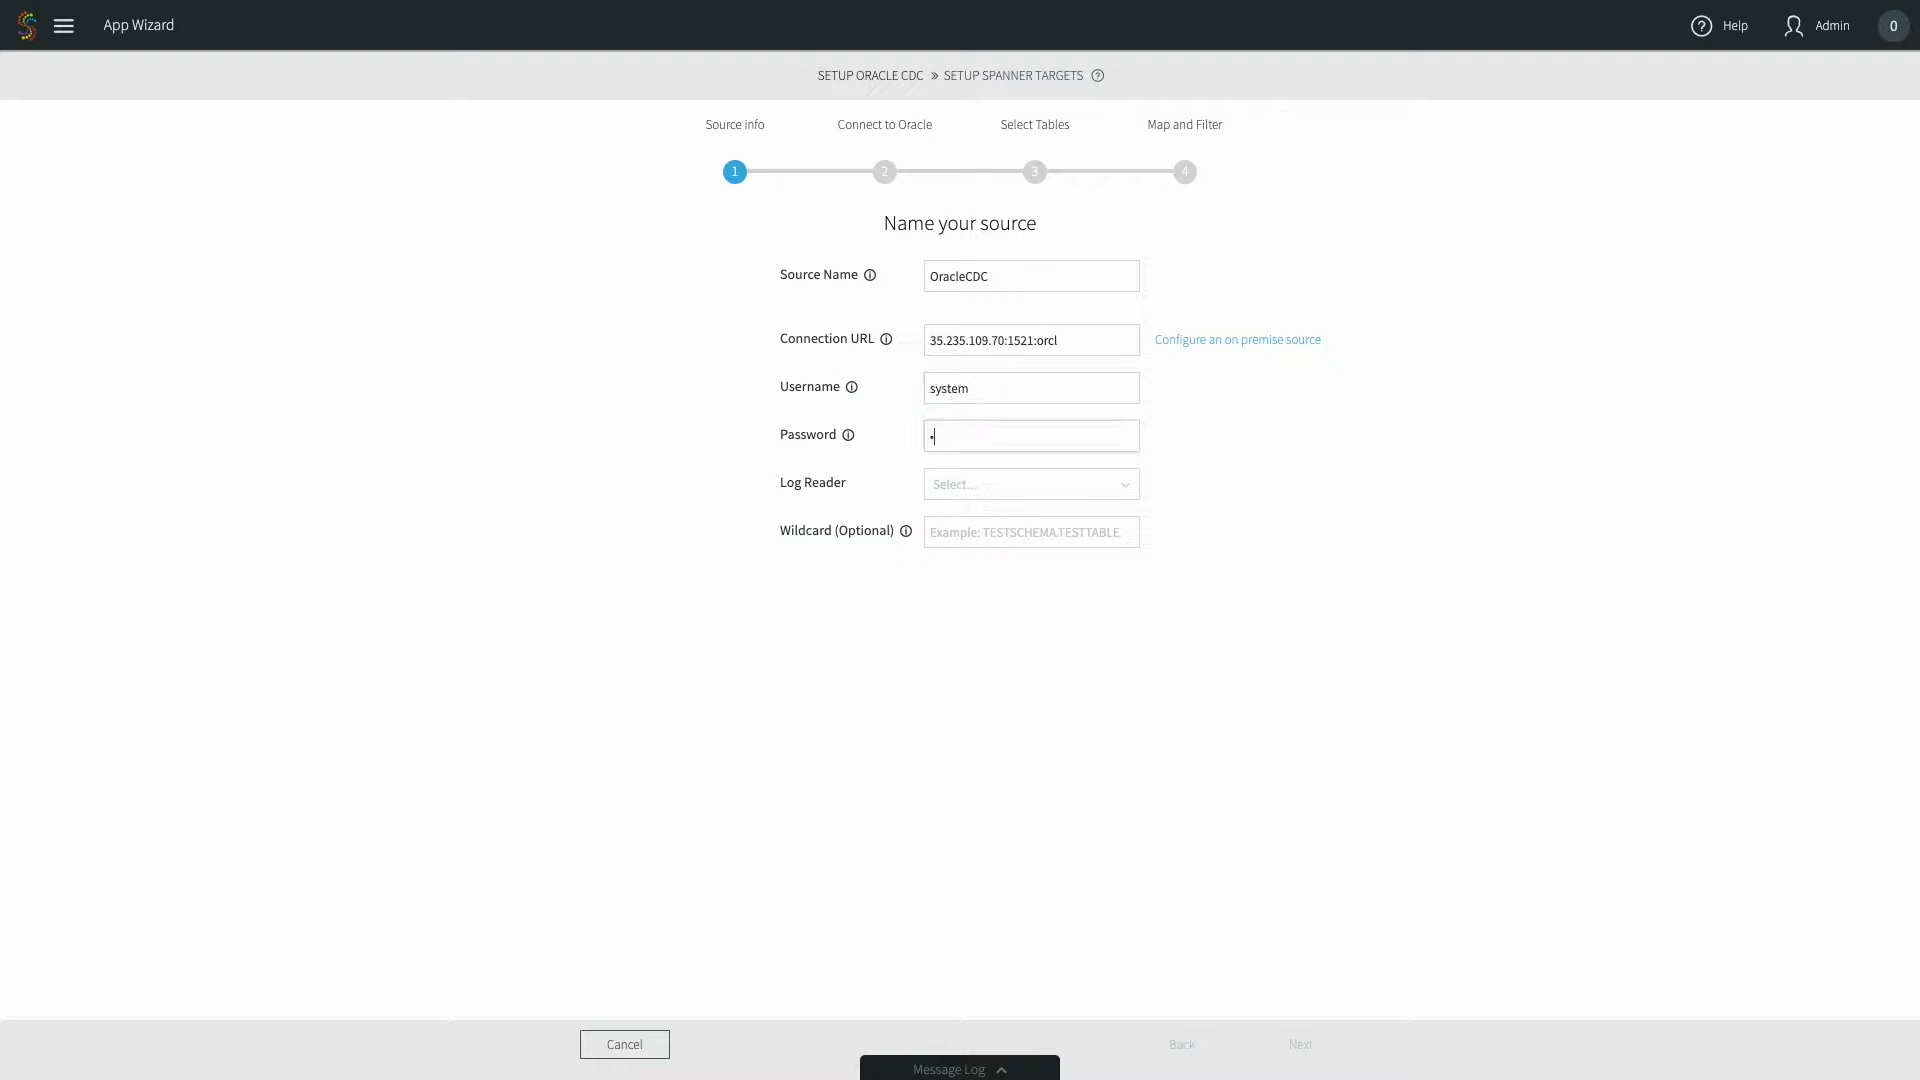 App Wizard
Help
Admin
0
SETUP ORACLE CDC » SETUP SPANNER TARGETS
Source info
Connect to Oracle
Select Tables
Map and Filter
1
2
3
4
Name your source
Source Name
OracleCDC
Connection URL
35.235.109.70:1521:orcl
Configure an on premise source
Username
system
Password
•
Log Reader
Select...
Wildcard (Optional)
Example: TESTSCHEMA.TESTTABLE
Cancel
Back
Next
Message Log